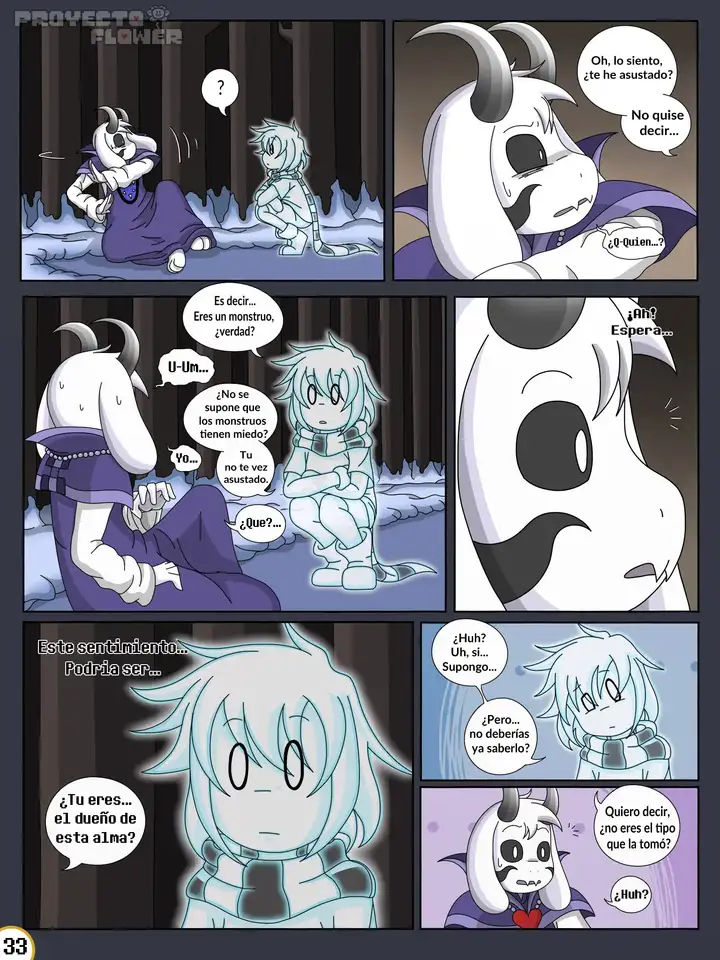 PROYECTO
FLOWER
?
Oh, lo siento,
¿te he asustado?
No quise
decir...
¿Q-Quien...?
Es decir...
Eres un monstruo,
¿verdad?
U-Um...
¿No se
supone que
los monstruos
tienen miedo?
Yo...
Tu
no te vez
asustado.
¿Que?...
¡Ah!
Espera...
Este sentimiento...
Podria ser...
¿Tu eres...
el dueño de
esta alma?
¿Huh?
Uh, si...
Supongo...
¿Pero...
no deberías
ya saberlo?
Quiero decir,
¿no eres el tipo
que la tomó?
¿Huh?
33